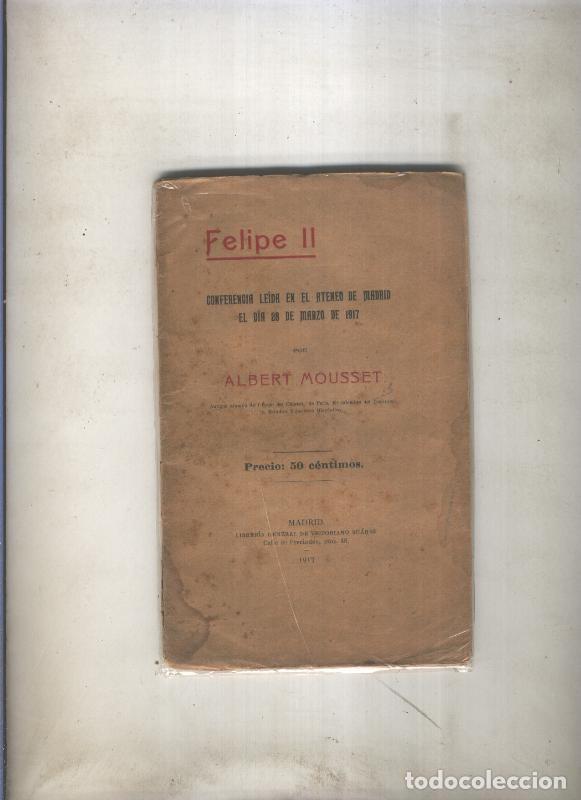 Felipe II
CONFERENCIA LEÍDA EN EL ATENEO DE MADRID
EL DÍA 28 DE MARZO DE 1917
POR
ALBERT MOUSSET
Precio: 50 céntimos.
MADRID
LIBRERÍA GENERAL DE VICTORIANO SUÁREZ
Calle de Preciados, núm. 48.
1917
todocoleccion